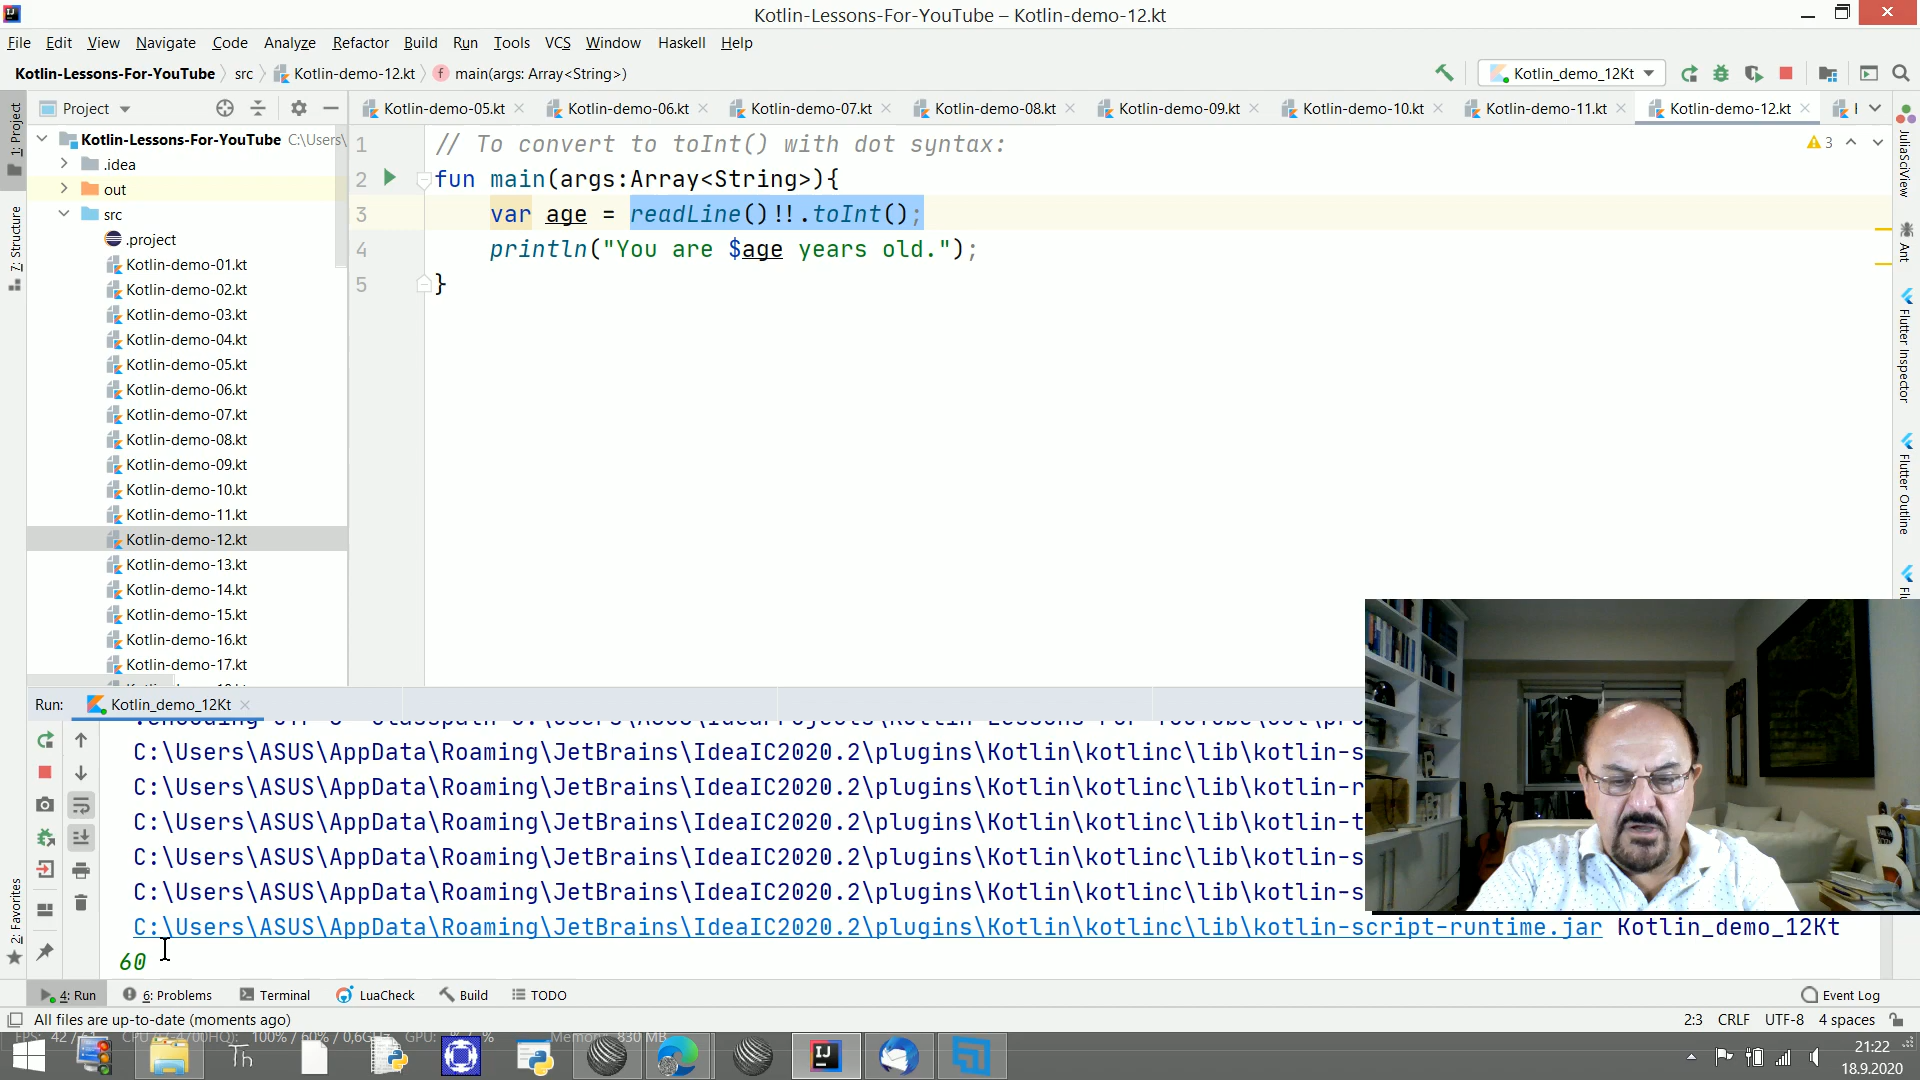 Kotlin-Lessons-For-YouTube – Kotlin-demo-12.kt
File Edit View Navigate Code Analyze Refactor Build Run Tools VCS Window Haskell Help
Kotlin-Lessons-For-YouTube src Kotlin-demo-12.kt main(args: Array<String>)
Kotlin_demo_12Kt
Project
Kotlin-demo-05.kt Kotlin-demo-06.kt Kotlin-demo-07.kt Kotlin-demo-08.kt Kotlin-demo-09.kt Kotlin-demo-10.kt Kotlin-demo-11.kt Kotlin-demo-12.kt
1: Project
7: Structure
2: Favorites
Kotlin-Lessons-For-YouTube C:\Users\
.idea
out
src
.project
Kotlin-demo-01.kt
Kotlin-demo-02.kt
Kotlin-demo-03.kt
Kotlin-demo-04.kt
Kotlin-demo-05.kt
Kotlin-demo-06.kt
Kotlin-demo-07.kt
Kotlin-demo-08.kt
Kotlin-demo-09.kt
Kotlin-demo-10.kt
Kotlin-demo-11.kt
Kotlin-demo-12.kt
Kotlin-demo-13.kt
Kotlin-demo-14.kt
Kotlin-demo-15.kt
Kotlin-demo-16.kt
Kotlin-demo-17.kt
1 // To convert to toInt() with dot syntax:
2 fun main(args:Array<String>){
3 var age = readLine()!!.toInt();
4 println("You are $age years old.");
5 }
3
JuliaSciView
Ant
Flutter Inspector
Flutter Outline
Run: Kotlin_demo_12Kt
C:\Users\ASUS\AppData\Roaming\JetBrains\IdeaIC2020.2\plugins\Kotlin\kotlinc\lib\kotlin-s
C:\Users\ASUS\AppData\Roaming\JetBrains\IdeaIC2020.2\plugins\Kotlin\kotlinc\lib\kotlin-r
C:\Users\ASUS\AppData\Roaming\JetBrains\IdeaIC2020.2\plugins\Kotlin\kotlinc\lib\kotlin-t
C:\Users\ASUS\AppData\Roaming\JetBrains\IdeaIC2020.2\plugins\Kotlin\kotlinc\lib\kotlin-s
C:\Users\ASUS\AppData\Roaming\JetBrains\IdeaIC2020.2\plugins\Kotlin\kotlinc\lib\kotlin-s
C:\Users\ASUS\AppData\Roaming\JetBrains\IdeaIC2020.2\plugins\Kotlin\kotlinc\lib\kotlin-script-runtime.jar Kotlin_demo_12Kt
60
4: Run 6: Problems Terminal LuaCheck Build TODO Event Log
All files are up-to-date (moments ago)
2:3 CRLF UTF-8 4 spaces
Th
IJ
21:22
18.9.2020